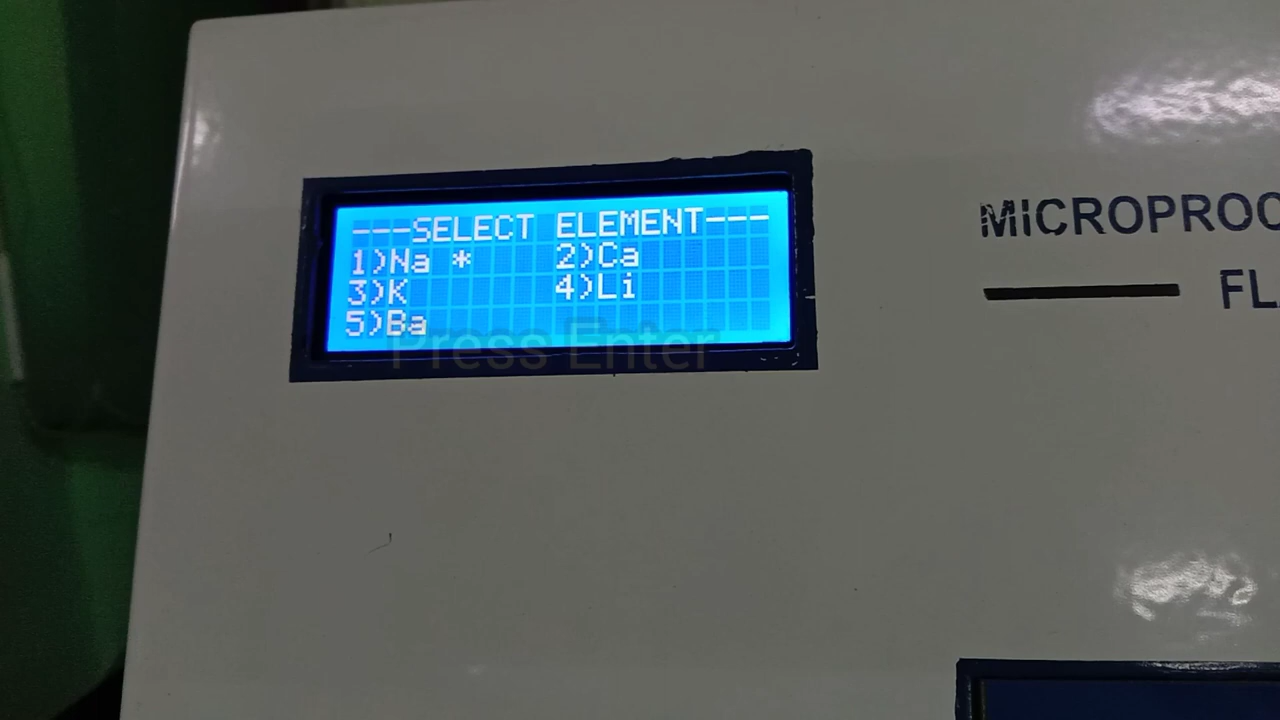 ---SELECT ELEMENT---
1)Na * 2)Ca
3)K 4)Li
5)Ba
Press Enter
MICROPROC
FL